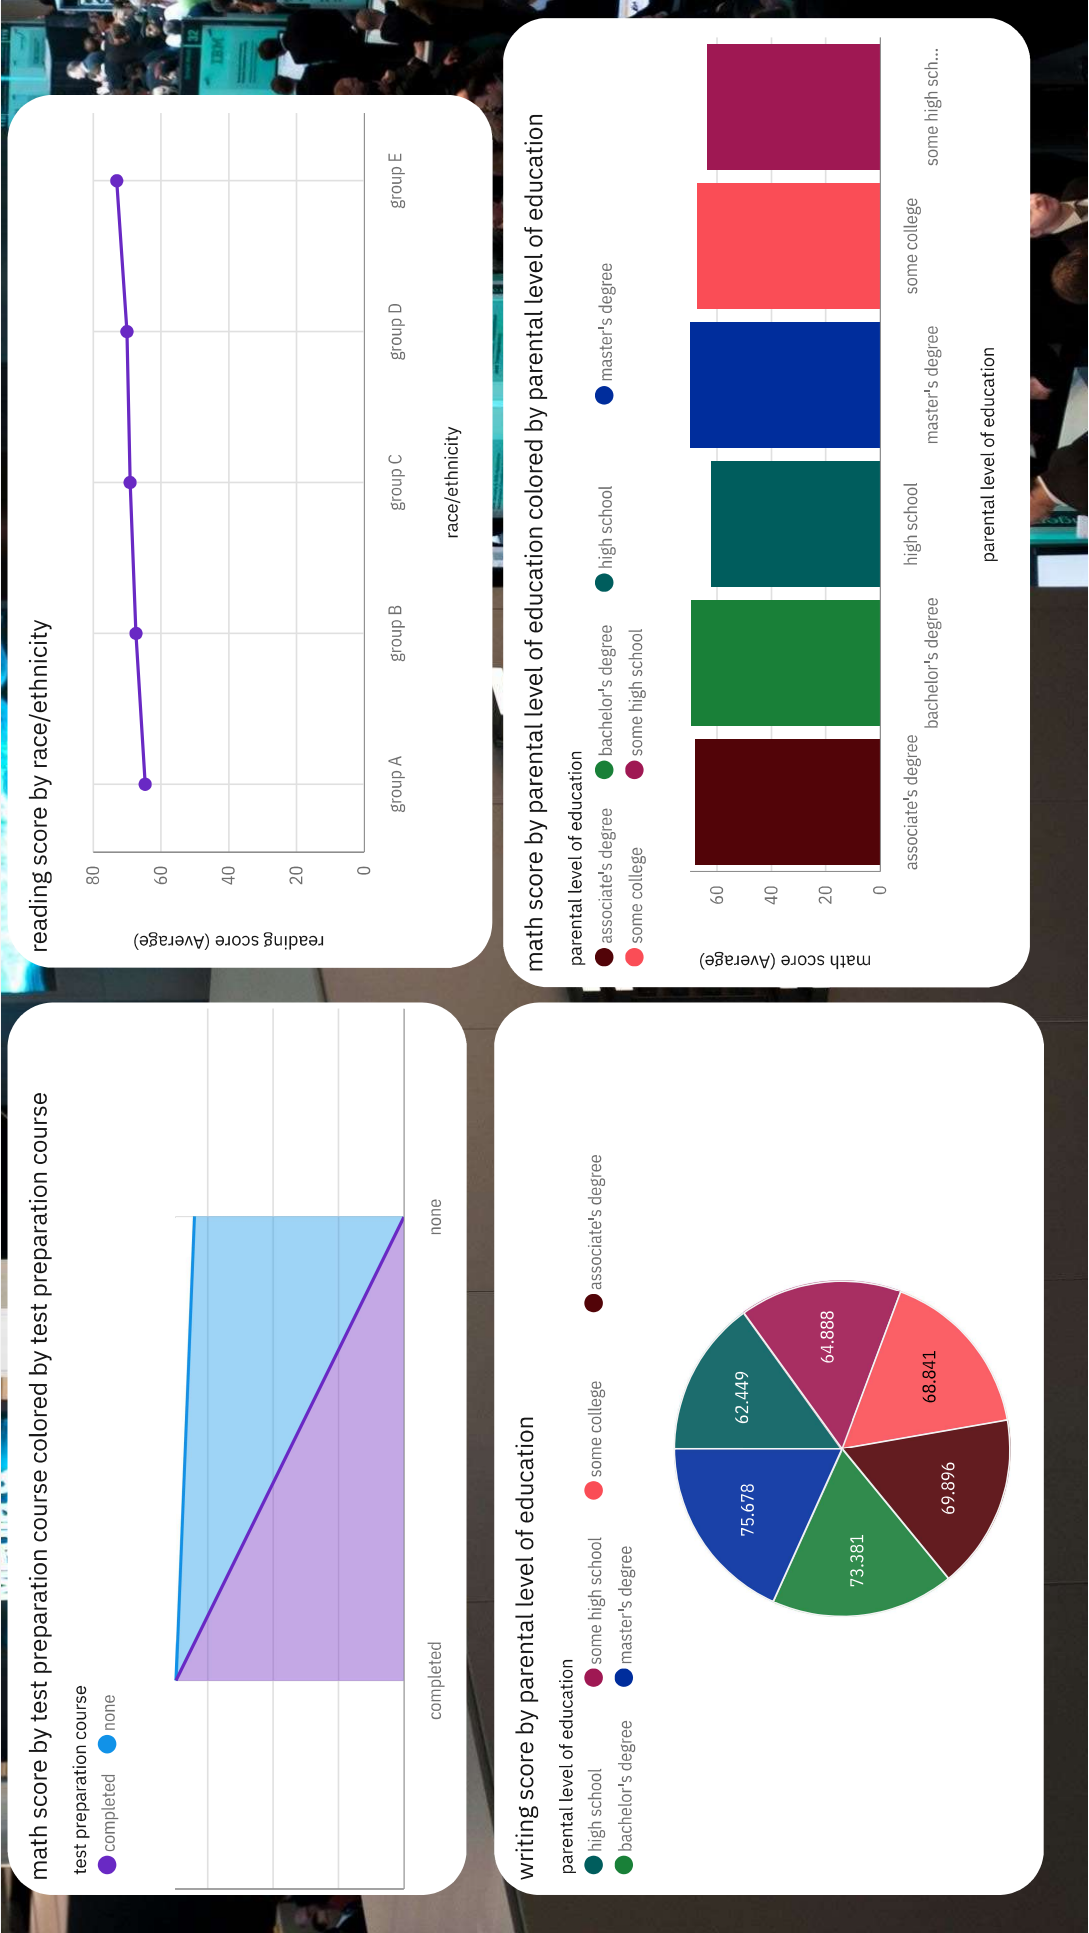 math score by test preparation course colored by test preparation course
test preparation course
completed
none
completed
none
reading score by race/ethnicity
reading score (Average)
80
60
40
20
0
group A
group B
group C
group D
group E
race/ethnicity
writing score by parental level of education
parental level of education
high school
some high school
some college
associate's degree
bachelor's degree
master's degree
62.449
64.888
68.841
69.896
73.381
75.678
math score by parental level of education colored by parental level of education
parental level of education
associate's degree
bachelor's degree
high school
master's degree
some college
some high school
math score (Average)
60
40
20
0
associate's degree
bachelor's degree
high school
master's degree
some college
some high sch...
parental level of education
32
IBM